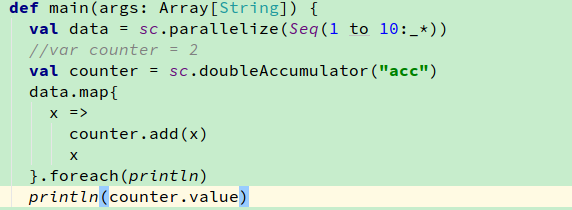 def main(args: Array[String]) {
val data = sc.parallelize(Seq(1 to 10:_*))
//var counter = 2
val counter = sc.doubleAccumulator("acc")
data.map{
x =>
counter.add(x)
x
}.foreach(println)
println(counter.value)